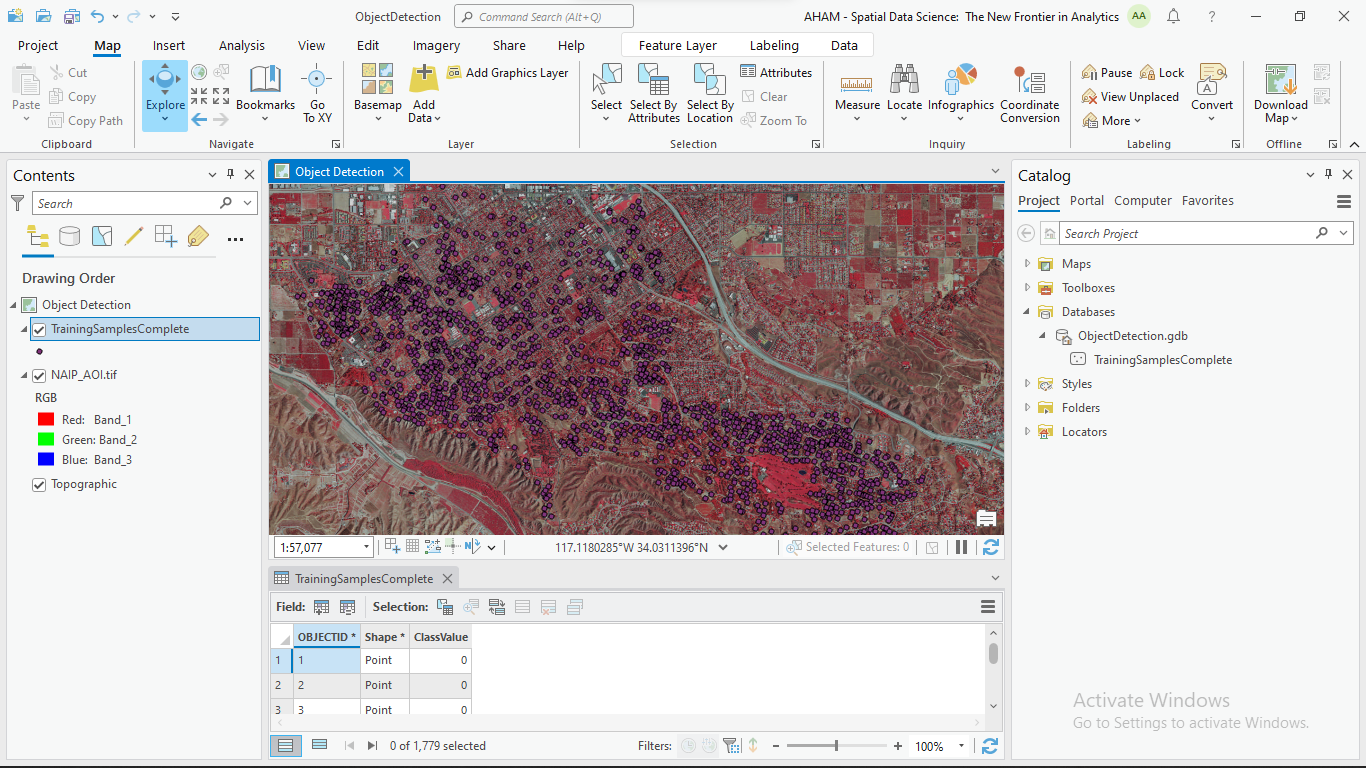 ObjectDetection
Command Search (Alt+Q)
AHAM - Spatial Data Science: The New Frontier in Analytics
AA
?
Project
Map
Insert
Analysis
View
Edit
Imagery
Share
Help
Feature Layer
Labeling
Data
Paste
Cut
Copy
Copy Path
Clipboard
Explore
Bookmarks
Go To XY
Navigate
Basemap
Add Data
Add Graphics Layer
Layer
Select
Select By Attributes
Select By Location
Attributes
Clear
Zoom To
Selection
Measure
Locate
Infographics
Coordinate Conversion
Inquiry
Pause
Lock
View Unplaced
More
Convert
Labeling
Download Map
Offline
Contents
Search
Drawing Order
Object Detection
TrainingSamplesComplete
NAIP_AOI.tif
RGB
Red: Band_1
Green: Band_2
Blue: Band_3
Topographic
Object Detection
1:57,077
117.1180285°W 34.0311396°N
Selected Features: 0
TrainingSamplesComplete
Field:
Selection:
OBJECTID * Shape * ClassValue
1 1 Point 0
2 2 Point 0
3 3 Point 0
0 of 1,779 selected
Filters:
100%
Catalog
Project
Portal
Computer
Favorites
Search Project
Maps
Toolboxes
Databases
ObjectDetection.gdb
TrainingSamplesComplete
Styles
Folders
Locators
Activate Windows
Go to Settings to activate Windows.